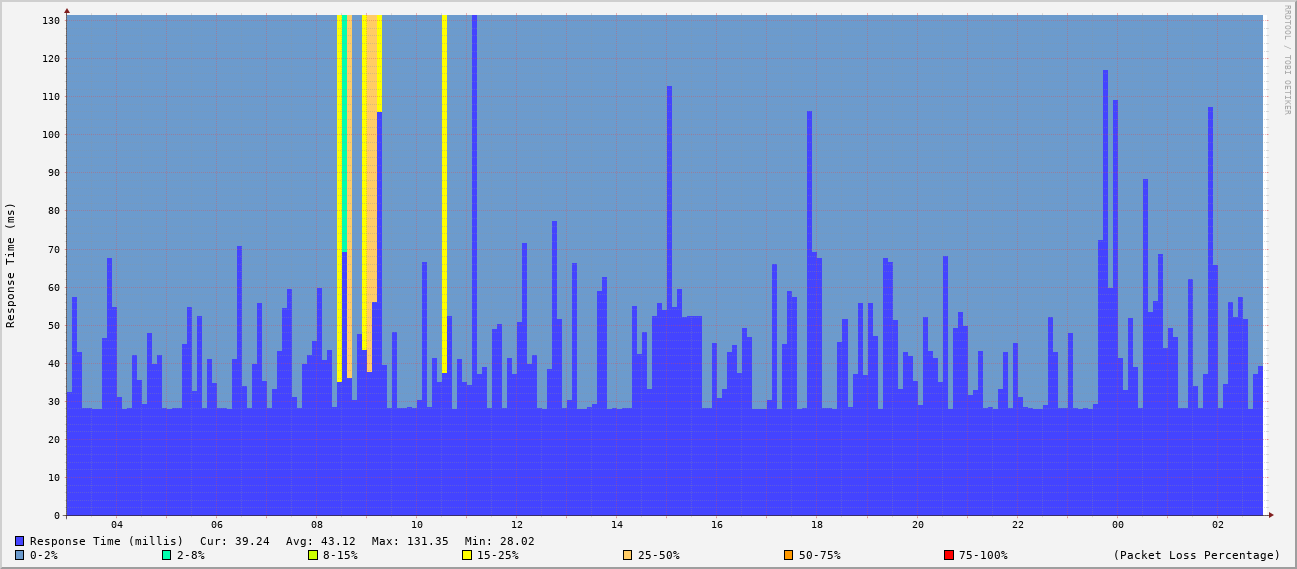 RRDTOOL / TOBI OETIKER
Response Time (ms)
130
120
110
100
90
80
70
60
50
40
30
20
10
0
04 06 08 10 12 14 16 18 20 22 00 02
Response Time (millis) Cur: 39.24 Avg: 43.12 Max: 131.35 Min: 28.02
0-2% 2-8% 8-15% 15-25% 25-50% 50-75% 75-100% (Packet Loss Percentage)